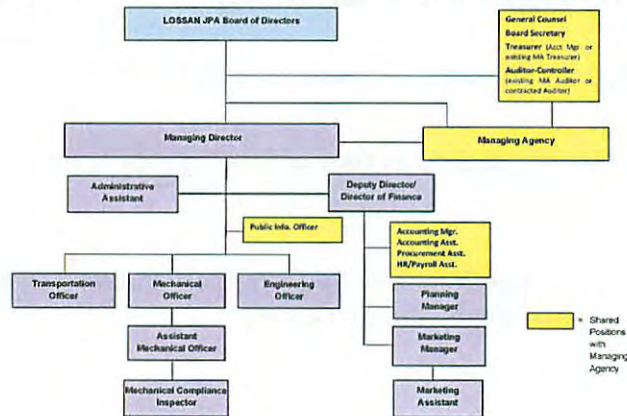 LOSSAN JPA Board of Directors
General Counsel
Board Secretary
Treasurer (Acct Mgr. or
existing MA Treasurer)
Auditor-Controller
(existing MA Auditor or
contracted Auditor)
Managing Director
Managing Agency
Administrative
Assistant
Deputy Director/
Director of Finance
Public Info. Officer
Accounting Mgr.
Accounting Asst.
Procurement Asst.
HR/Payroll Asst.
Transportation
Officer
Mechanical
Officer
Engineering
Officer
Planning
Manager
Assistant
Mechanical Officer
Marketing
Manager
Mechanical Compliance
Inspector
Marketing
Assistant
= Shared
Positions
with
Managing
Agency